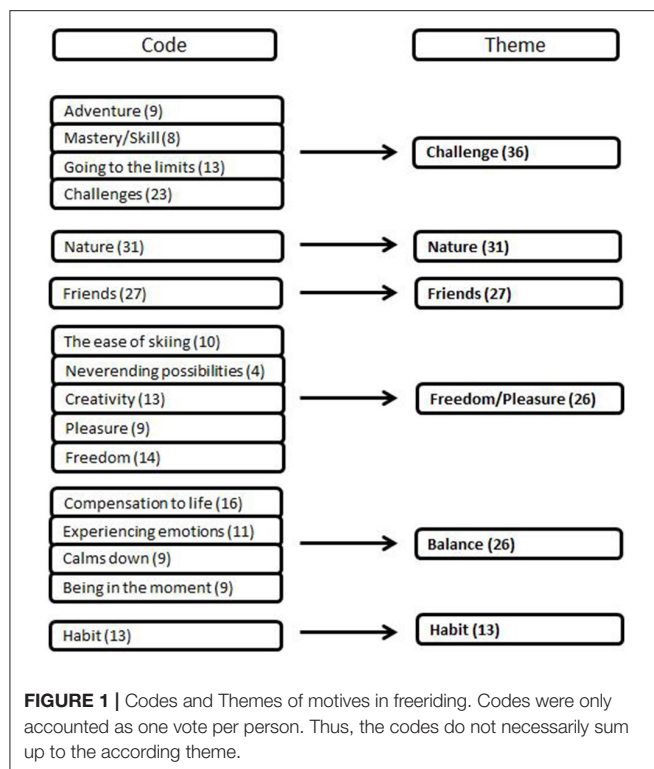 Code
Theme
Adventure (9)
Mastery/Skill (8)
Going to the limits (13)
Challenges (23)
Challenge (36)
Nature (31)
Nature (31)
Friends (27)
Friends (27)
The ease of skiing (10)
Neverending possibilities (4)
Creativity (13)
Pleasure (9)
Freedom (14)
Freedom/Pleasure (26)
Compensation to life (16)
Experiencing emotions (11)
Calms down (9)
Being in the moment (9)
Balance (26)
Habit (13)
Habit (13)
FIGURE 1 | Codes and Themes of motives in freeriding. Codes were only
accounted as one vote per person. Thus, the codes do not necessarily sum
up to the according theme.